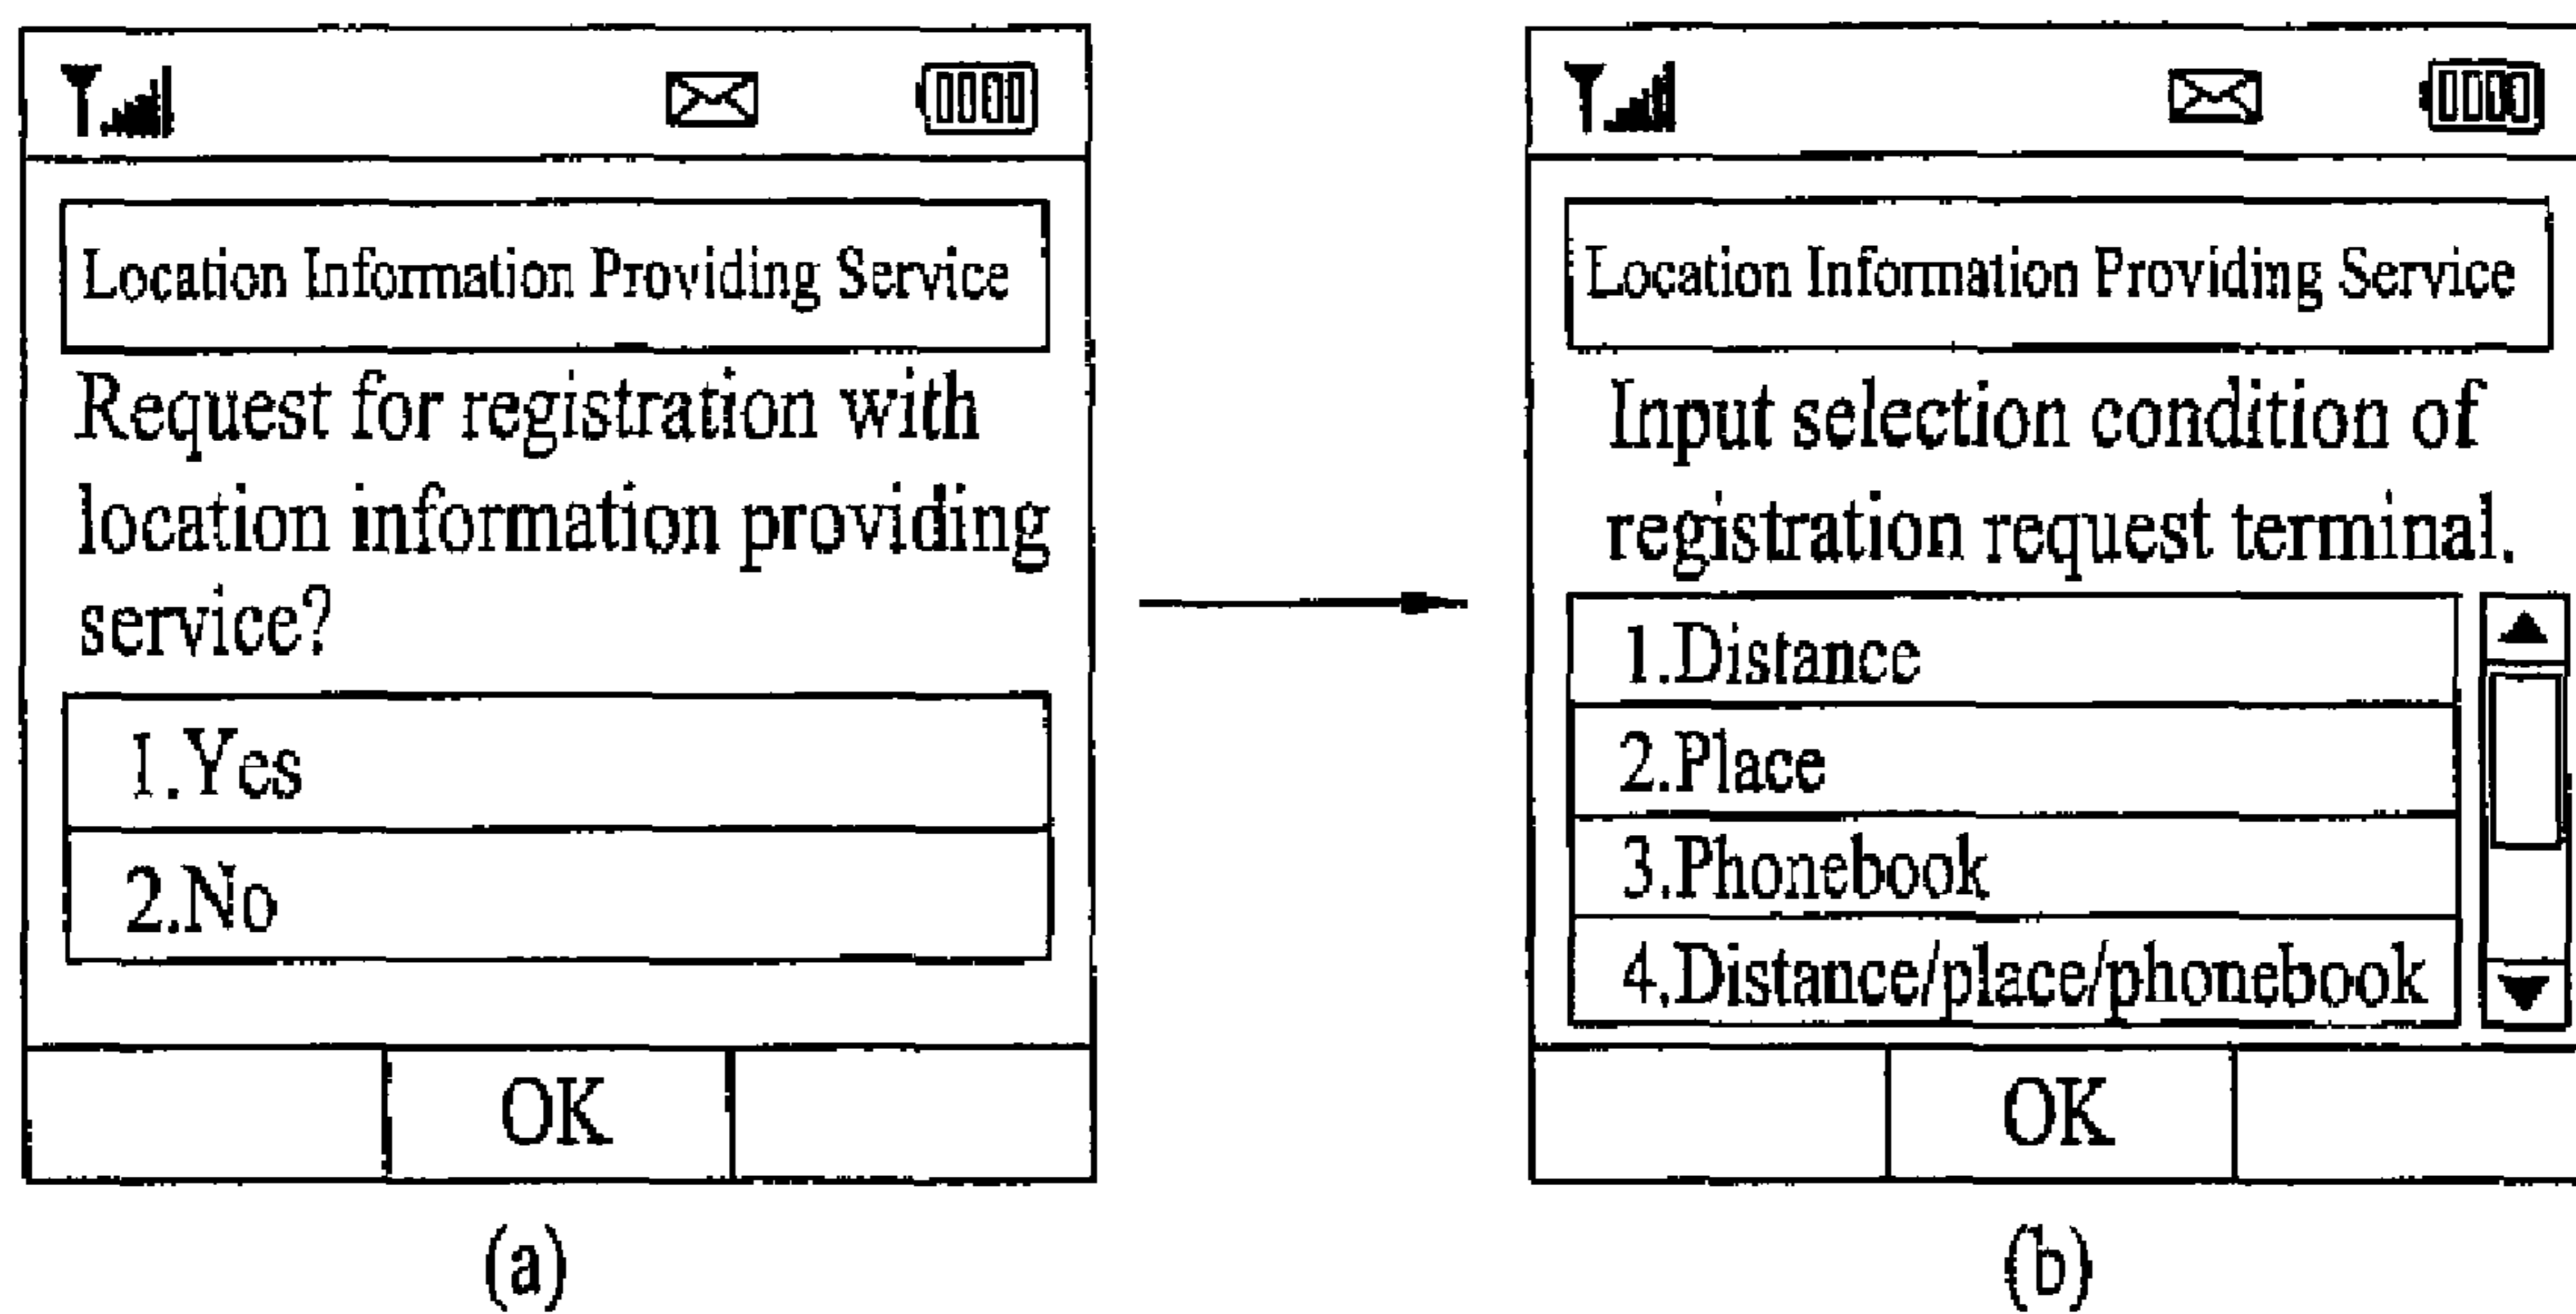 Location Information Providing Service
Request for registration with
location information providing
service?
1.Yes
2.No
OK
(a)
Location Information Providing Service
Input selection condition of
registration request terminal.
1.Distance
2.Place
3.Phonebook
4.Distance/place/phonebook
OK
(b)